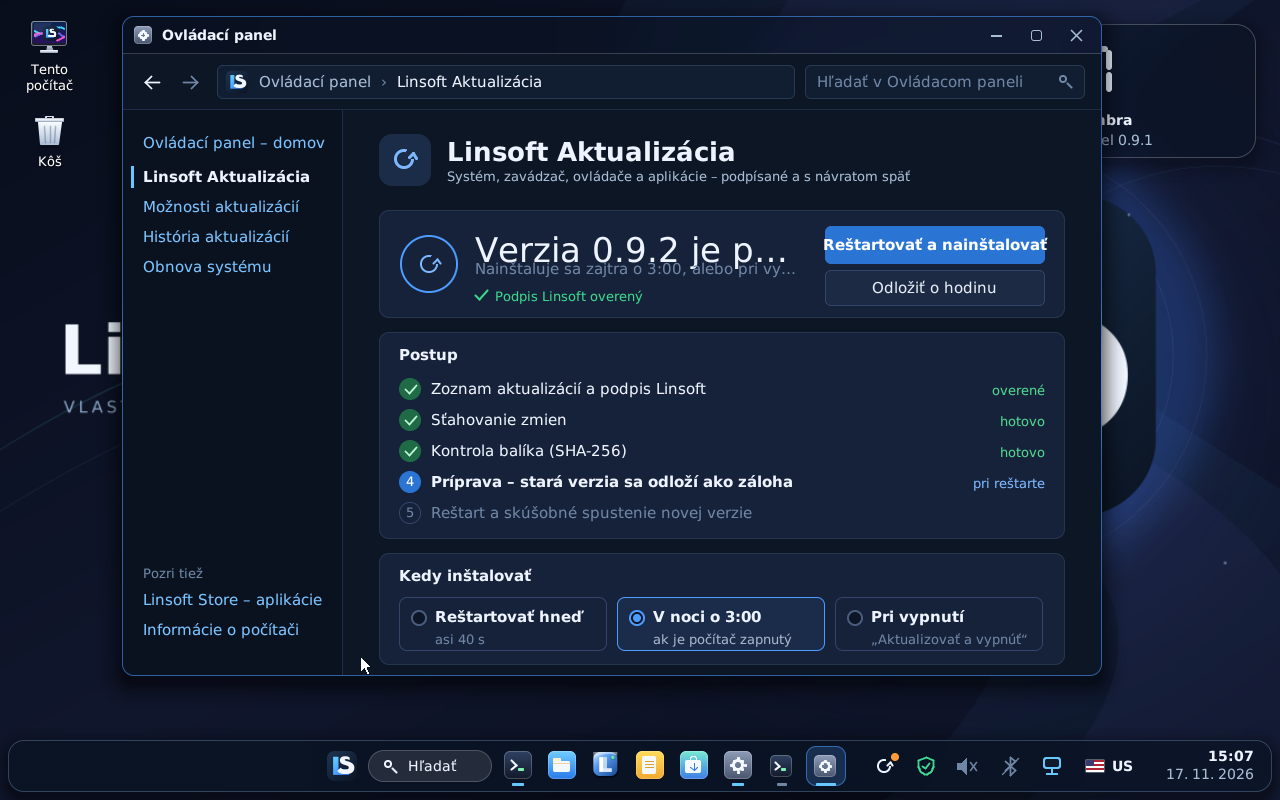 Tento
počítač
Kôš
Ovládací panel
Ovládací panel › Linsoft Aktualizácia
Hľadať v Ovládacom paneli
Ovládací panel – domov
Linsoft Aktualizácia
Možnosti aktualizácií
História aktualizácií
Obnova systému
Pozri tiež
Linsoft Store – aplikácie
Informácie o počítači
Linsoft Aktualizácia
Systém, zavádzač, ovládače a aplikácie – podpísané a s návratom späť
Verzia 0.9.2 je p...
Nainštaluje sa zajtra o 3:00, alebo pri vy...
Podpis Linsoft overený
Reštartovať a nainštalovať
Odložiť o hodinu
Postup
Zoznam aktualizácií a podpis Linsoft overené
Sťahovanie zmien hotovo
Kontrola balíka (SHA-256) hotovo
4 Príprava – stará verzia sa odloží ako záloha pri reštarte
5 Reštart a skúšobné spustenie novej verzie
Kedy inštalovať
Reštartovať hneď
asi 40 s
V noci o 3:00
ak je počítač zapnutý
Pri vypnutí
„Aktualizovať a vypnúť“
Li
VLAS
bra
el 0.9.1
LS
Hľadať
US
15:07
17. 11. 2026